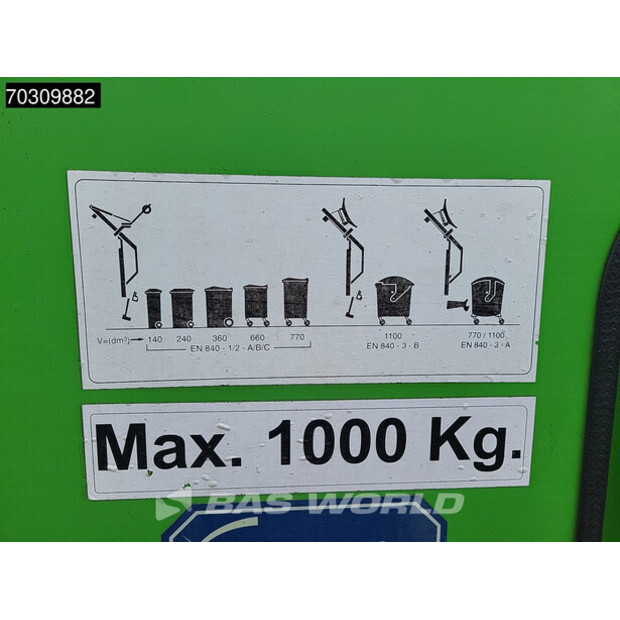 70309882
V=(dm³) → 140 240 360 660 770
EN 840 - 1/2 - A/B/C
1100
EN 840 - 3 - B
770 / 1100
EN 840 - 3 - A
Max. 1000 Kg.
BAS WORLD